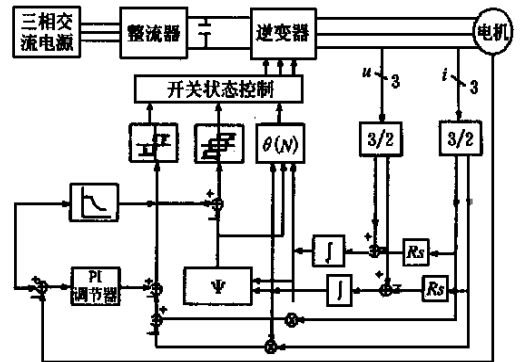 三相交
流电源
整流器
逆变器
电机
开关状态控制
u
3
i
3
θ(N)
3/2
3/2
∫
Rs
PI
调节器
Ψ
∫
Rs